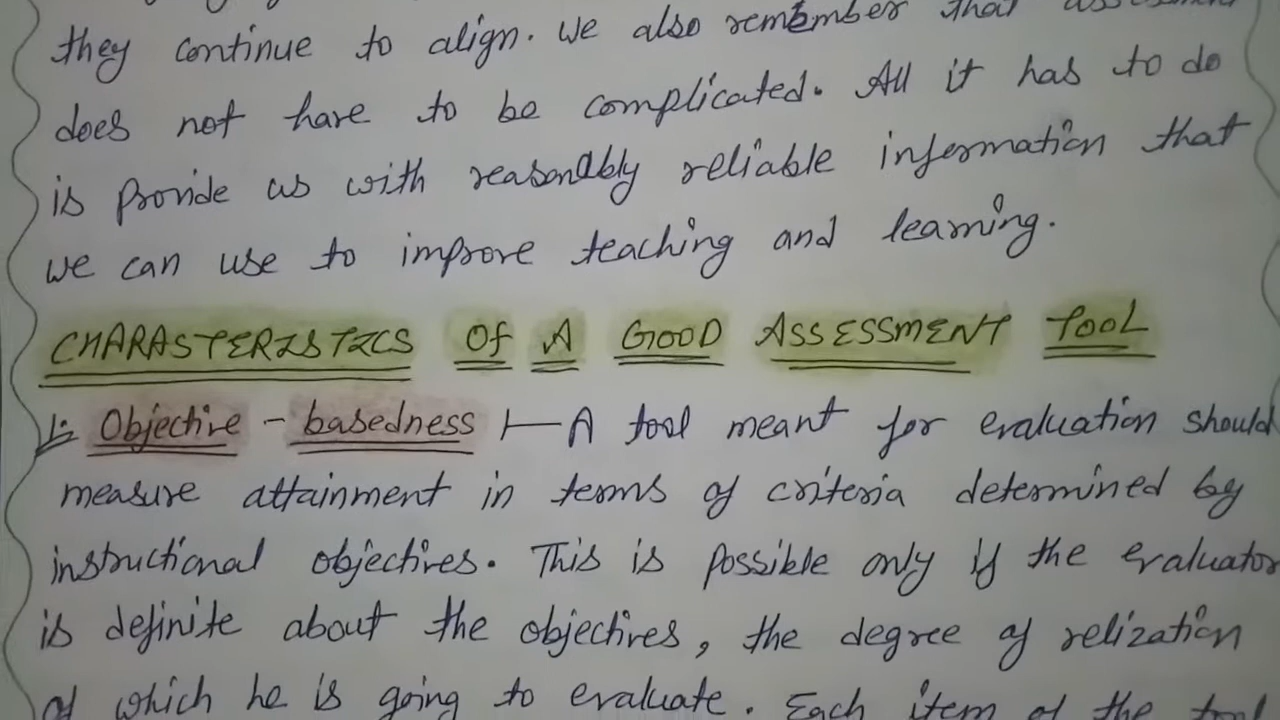 they continue to align. We also remember that
does not have to be complicated. All it has to do
is provide us with reasonably reliable information that
we can use to improve teaching and learning.
CHARASTERISTICS Of A GOOD ASSESSMENT TOOL
1:- Objective - basedness :- A tool meant for evaluation should
measure attainment in terms of criteria determined by
instructional objectives. This is possible only if the evaluator
is definite about the objectives, the degree of relization
of which he is going to evaluate. Each item of the tool